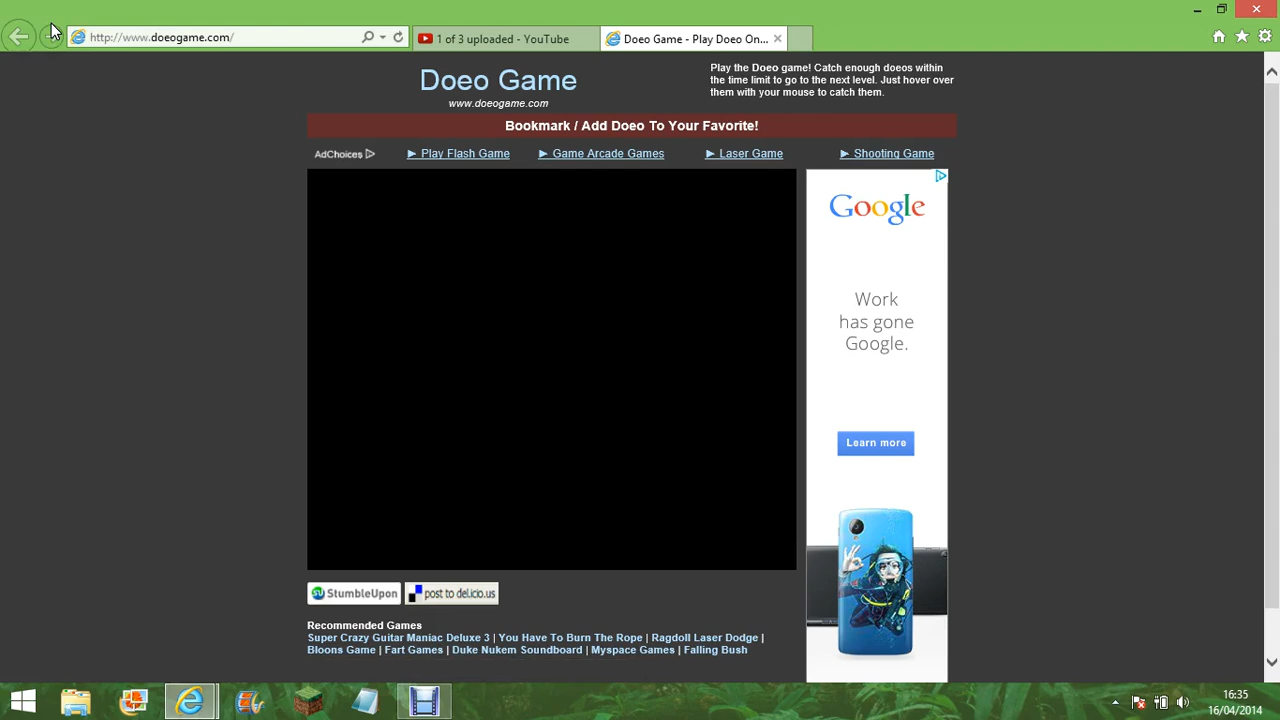 http://www.doeogame.com/
1 of 3 uploaded - YouTube
Doeo Game - Play Doeo On...
Doeo Game
www.doeogame.com
Play the Doeo game! Catch enough doeos within
the time limit to go to the next level. Just hover over
them with your mouse to catch them.
Bookmark / Add Doeo To Your Favorite!
AdChoices
► Play Flash Game
► Game Arcade Games
► Laser Game
► Shooting Game
Google
Work
has gone
Google.
Learn more
StumbleUpon
post to del.icio.us
Recommended Games
Super Crazy Guitar Maniac Deluxe 3 | You Have To Burn The Rope | Ragdoll Laser Dodge |
Bloons Game | Fart Games | Duke Nukem Soundboard | Myspace Games | Falling Bush
16:35
16/04/2014